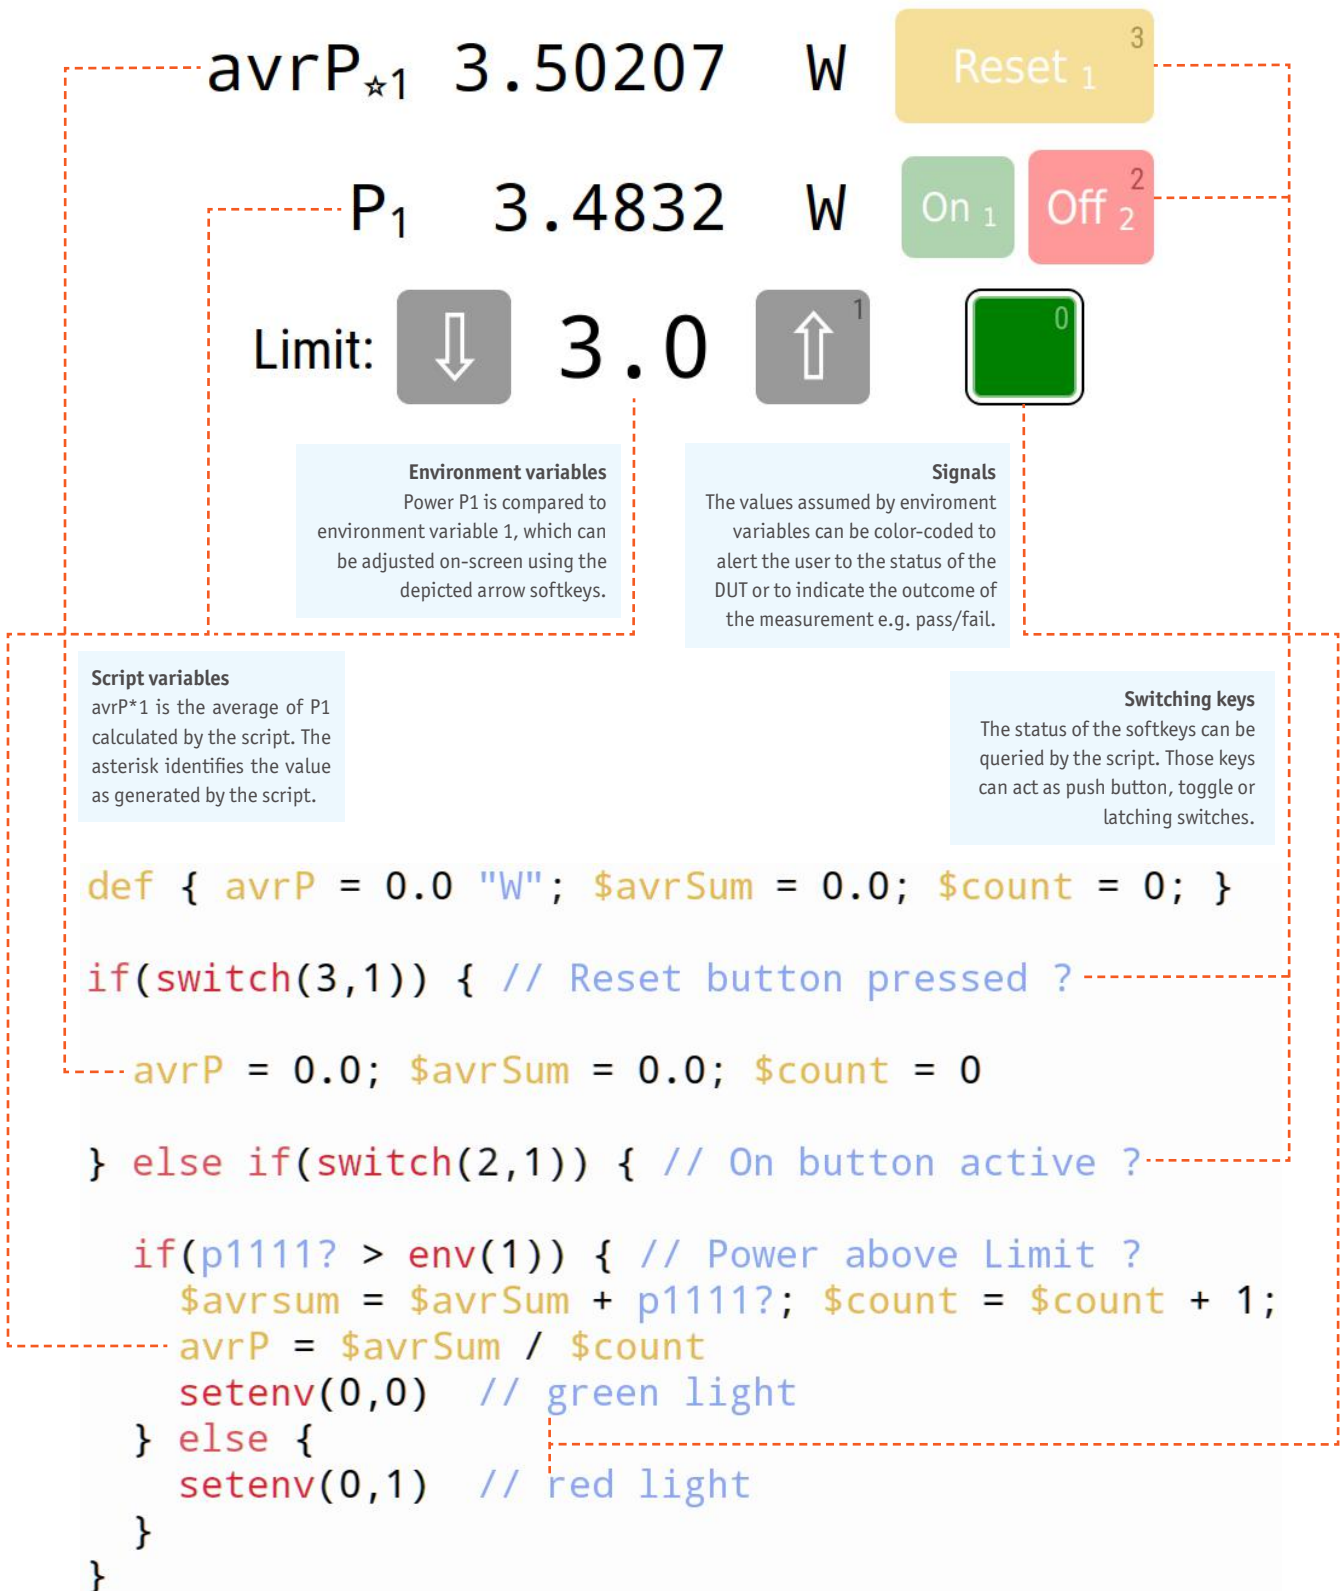 avrP☆1 3.50207 W Reset 1 3
P1 3.4832 W On 1 Off 2 2
Limit: ⇩ 3.0 ⇧ 1 0
Environment variables
Power P1 is compared to
environment variable 1, which can
be adjusted on-screen using the
depicted arrow softkeys.
Signals
The values assumed by enviroment
variables can be color-coded to
alert the user to the status of the
DUT or to indicate the outcome of
the measurement e.g. pass/fail.
Script variables
avrP*1 is the average of P1
calculated by the script. The
asterisk identifies the value
as generated by the script.
Switching keys
The status of the softkeys can be
queried by the script. Those keys
can act as push button, toggle or
latching switches.
def { avrP = 0.0 "W"; $avrSum = 0.0; $count = 0; }
if(switch(3,1)) { // Reset button pressed ?
avrP = 0.0; $avrSum = 0.0; $count = 0
} else if(switch(2,1)) { // On button active ?
if(p1111? > env(1)) { // Power above Limit ?
$avrsum = $avrSum + p1111?; $count = $count + 1;
avrP = $avrSum / $count
setenv(0,0) // green light
} else {
setenv(0,1) // red light
}
}